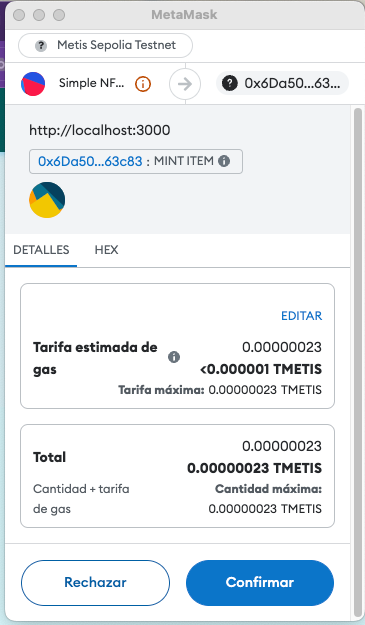 MetaMask
? Metis Sepolia Testnet
Simple NF... ? 0x6Da50...63...
http://localhost:3000
0x6Da50...63c83 : MINT ITEM
DETALLES HEX
EDITAR
Tarifa estimada de gas
0.00000023
<0.000001 TMETIS
Tarifa máxima: 0.00000023 TMETIS
Total
0.00000023
0.00000023 TMETIS
Cantidad + tarifa de gas
Cantidad máxima:
0.00000023 TMETIS
Rechazar Confirmar